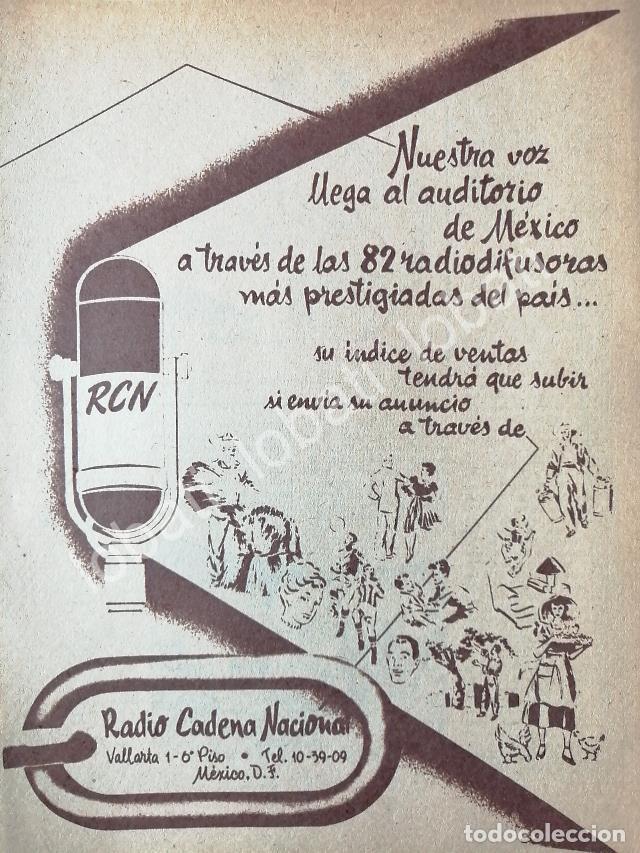 Nuestra voz
llega al auditorio
de México
a través de las 82 radiodifusoras
más prestigiadas del país...
su índice de ventas
tendrá que subir
si envia su anuncio
a través de
RCN
Radio Cadena Nacional
Vallarta 1-6º Piso • Tel. 10-39-09
México, D.F.
todocoleccion